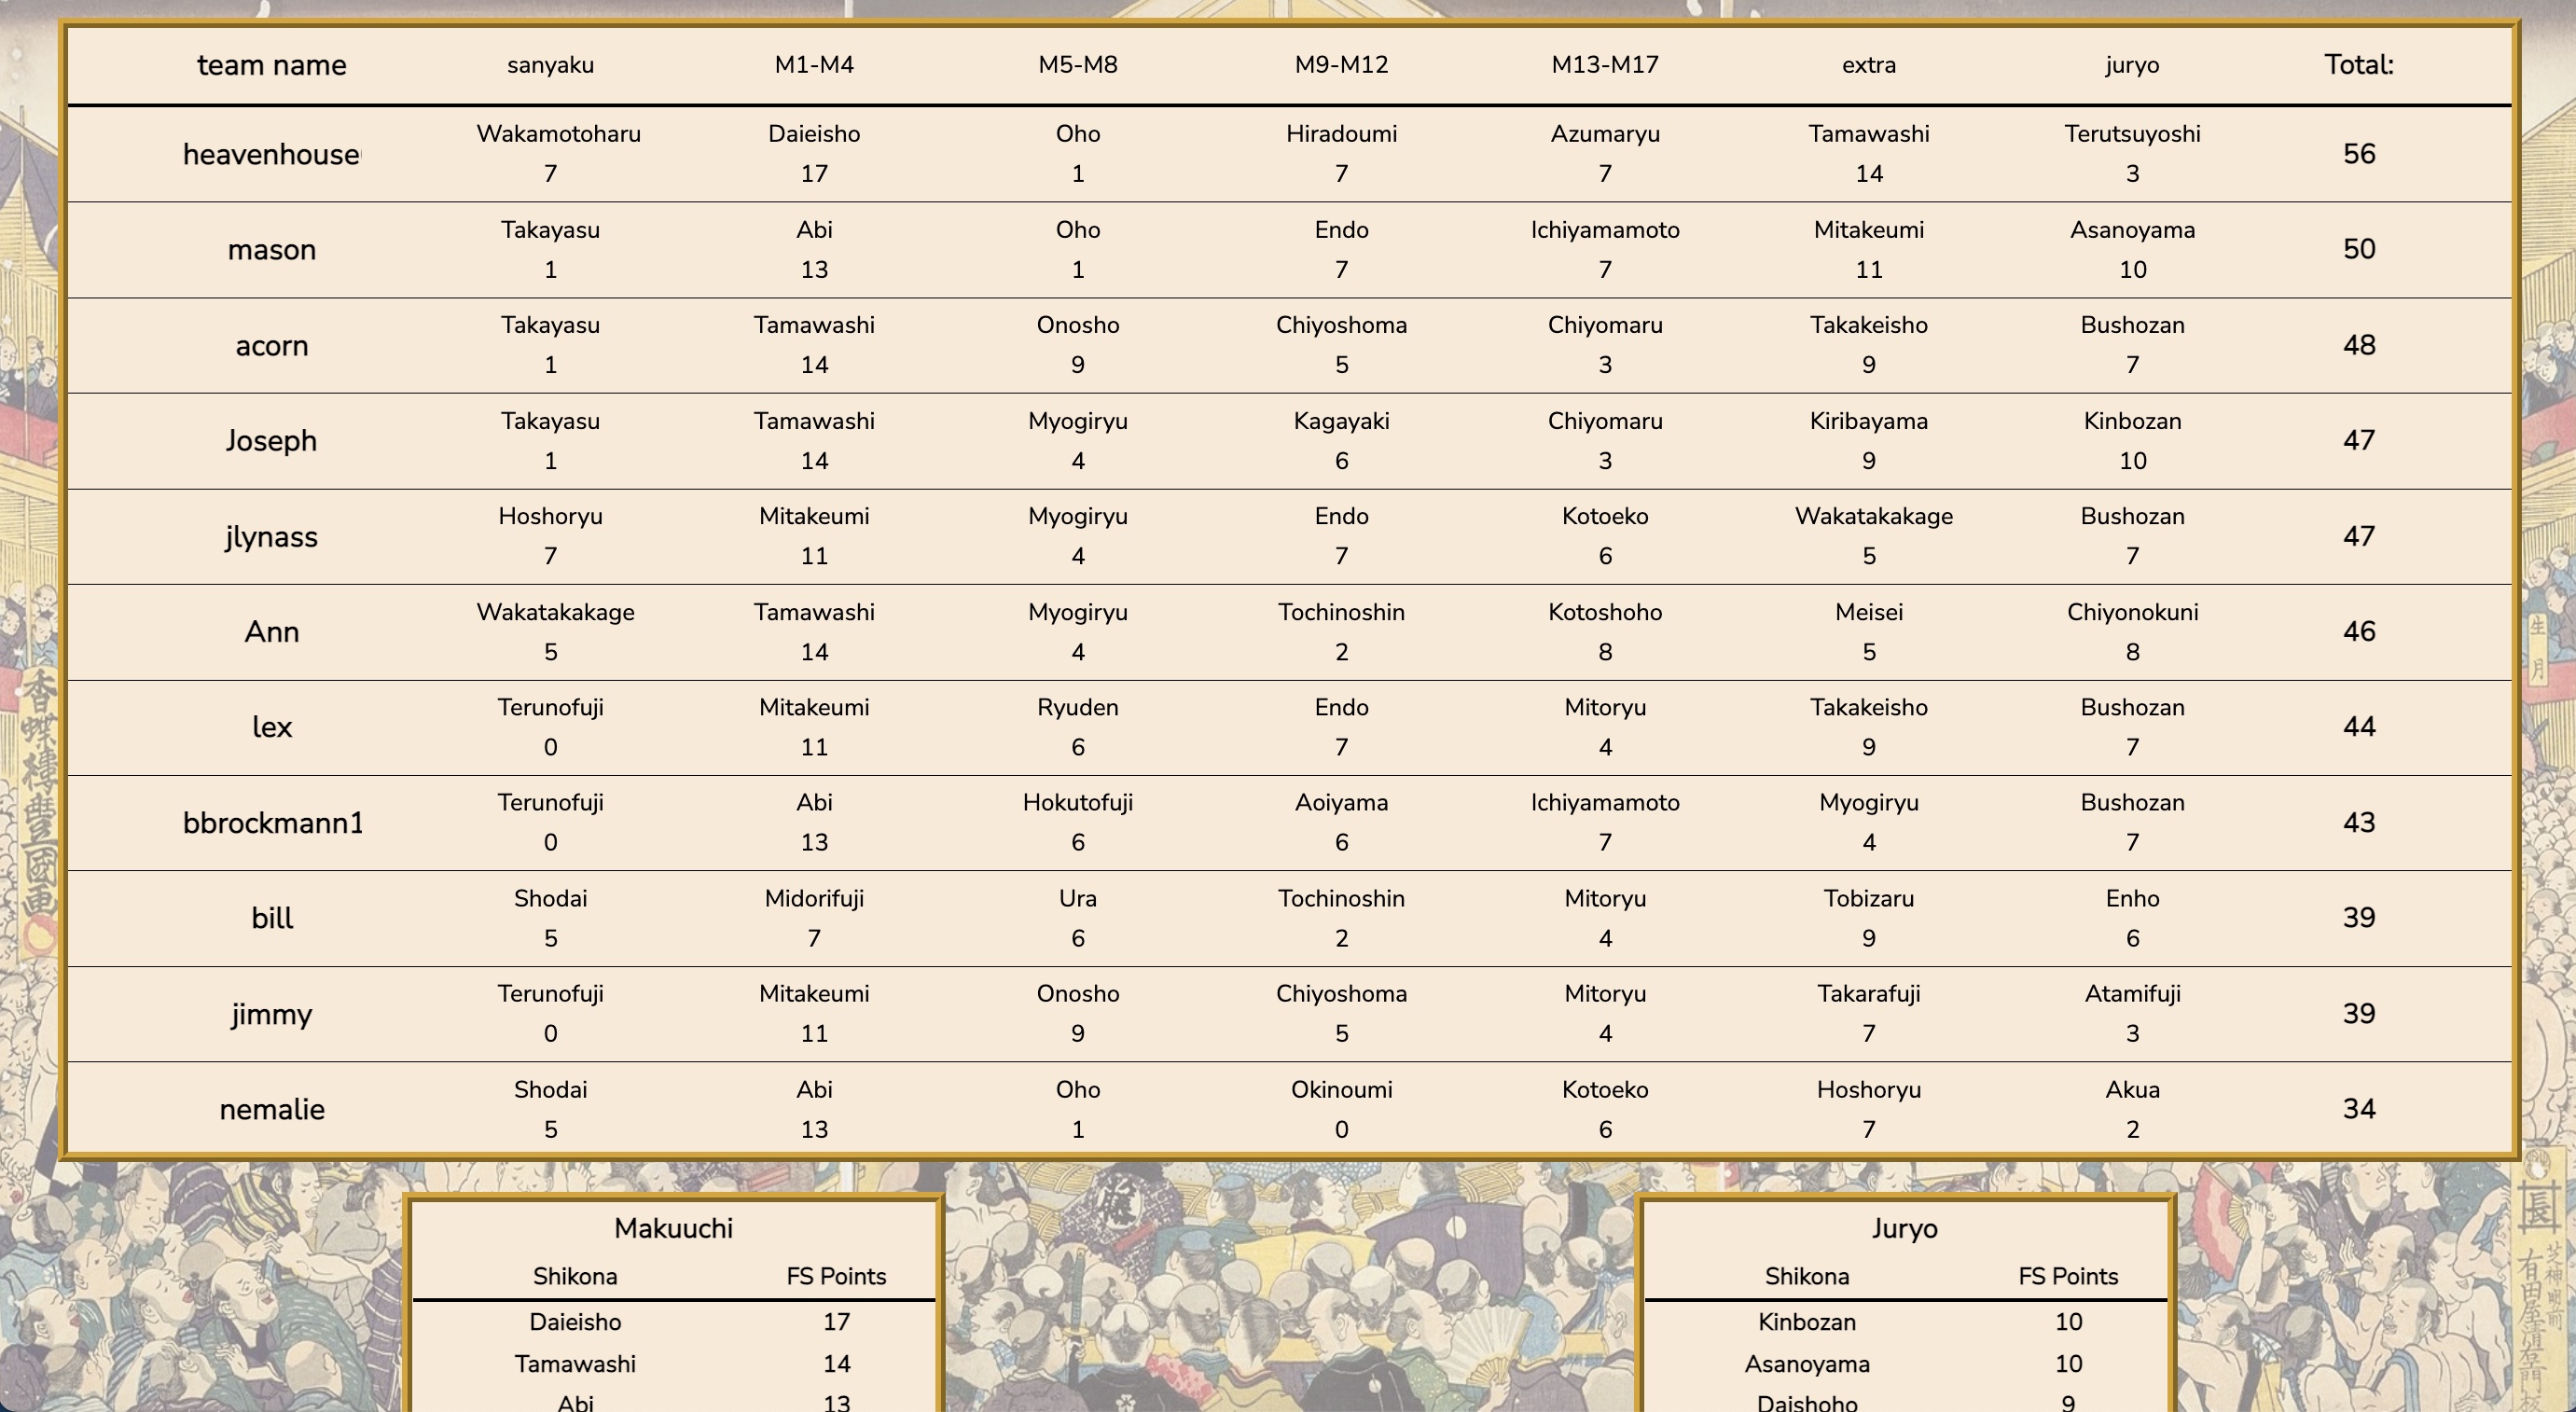 team name sanyaku M1-M4 M5-M8 M9-M12 M13-M17 extra juryo Total:
Wakamotoharu Daieisho Oho Hiradoumi Azumaryu Tamawashi Terutsuyoshi
heavenhouse 56
7 17 1 7 7 14 3
Takayasu Abi Oho Endo Ichiyamamoto Mitakeumi Asanoyama
mason 50
1 13 1 7 7 11 10
Takayasu Tamawashi Onosho Chiyoshoma Chiyomaru Takakeisho Bushozan
acorn 48
1 14 9 5 3 9 7
Takayasu Tamawashi Myogiryu Kagayaki Chiyomaru Kiribayama Kinbozan
Joseph 47
1 14 4 6 3 9 10
Hoshoryu Mitakeumi Myogiryu Endo Kotoeko Wakatakakage Bushozan
jlynass 47
7 11 4 7 6 5 7
Wakatakakage Tamawashi Myogiryu Tochinoshin Kotoshoho Meisei Chiyonokuni
Ann 46
5 14 4 2 8 5 8
Terunofuji Mitakeumi Ryuden Endo Mitoryu Takakeisho Bushozan
lex 44
0 11 6 7 4 9 7
Terunofuji Abi Hokutofuji Aoiyama Ichiyamamoto Myogiryu Bushozan
bbrockmann1 43
0 13 6 6 7 4 7
Shodai Midorifuji Ura Tochinoshin Mitoryu Tobizaru Enho
bill 39
5 7 6 2 4 9 6
Terunofuji Mitakeumi Onosho Chiyoshoma Mitoryu Takarafuji Atamifuji
jimmy 39
0 11 9 5 4 7 3
Shodai Abi Oho Okinoumi Kotoeko Hoshoryu Akua
nemalie 34
5 13 1 0 6 7 2
Makuuchi
Shikona FS Points
Daieisho 17
Tamawashi 14
Abi 13
Juryo
Shikona FS Points
Kinbozan 10
Asanoyama 10
Daishoho 9
香蝶樓豊國画
生月
長